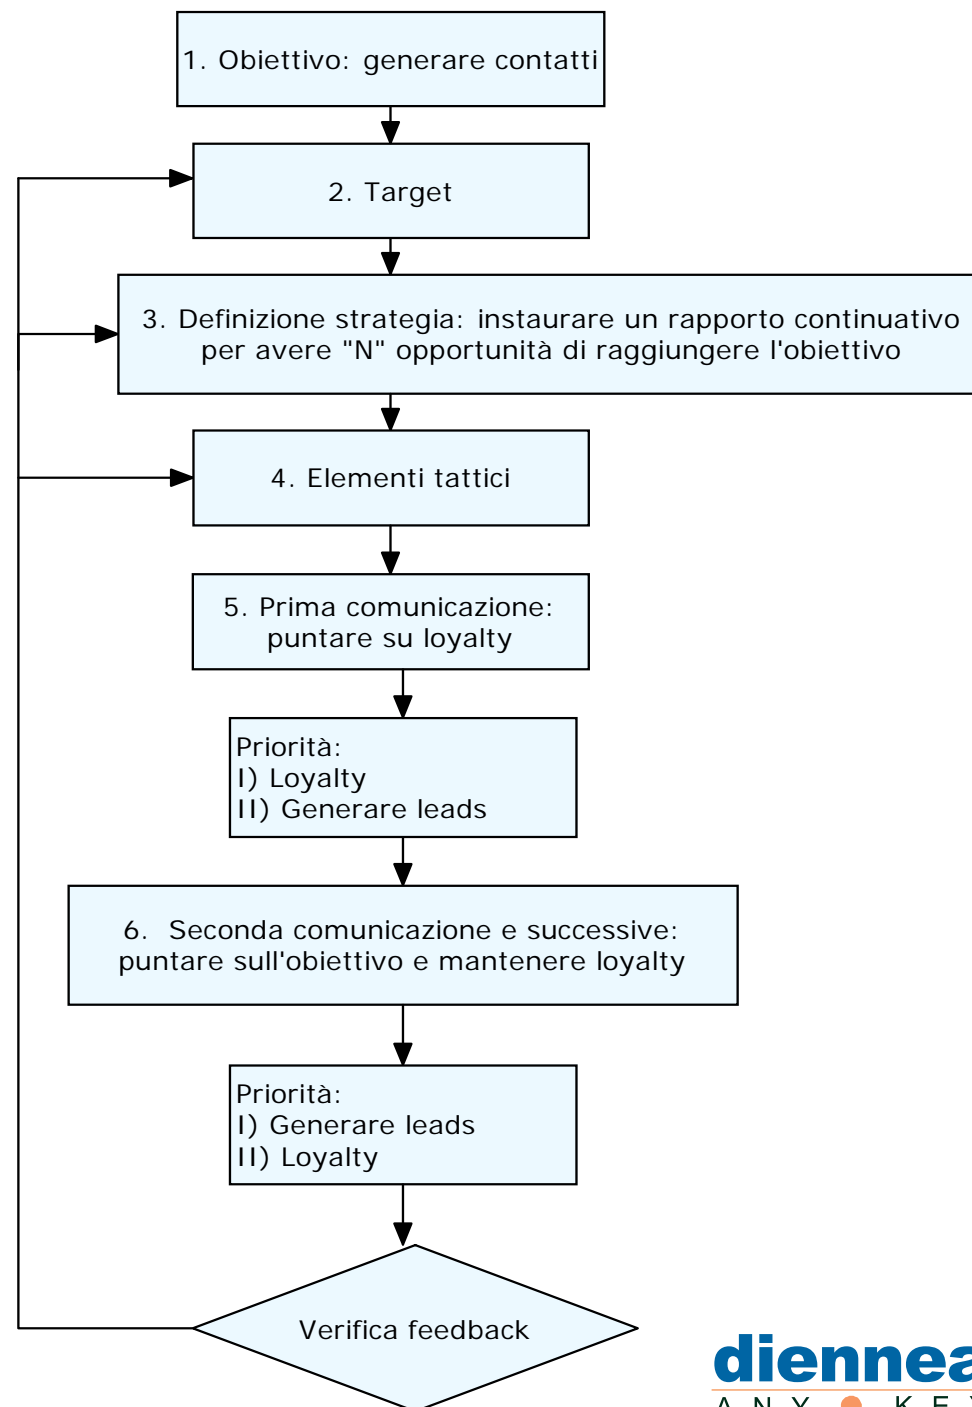 1. Obiettivo: generare contatti
2. Target
3. Definizione strategia: instaurare un rapporto continuativo
per avere "N" opportunità di raggiungere l'obiettivo
4. Elementi tattici
5. Prima comunicazione:
puntare su loyalty
Priorità:
I) Loyalty
II) Generare leads
6. Seconda comunicazione e successive:
puntare sull'obiettivo e mantenere loyalty
Priorità:
I) Generare leads
II) Loyalty
Verifica feedback
diennea
ANY KEY